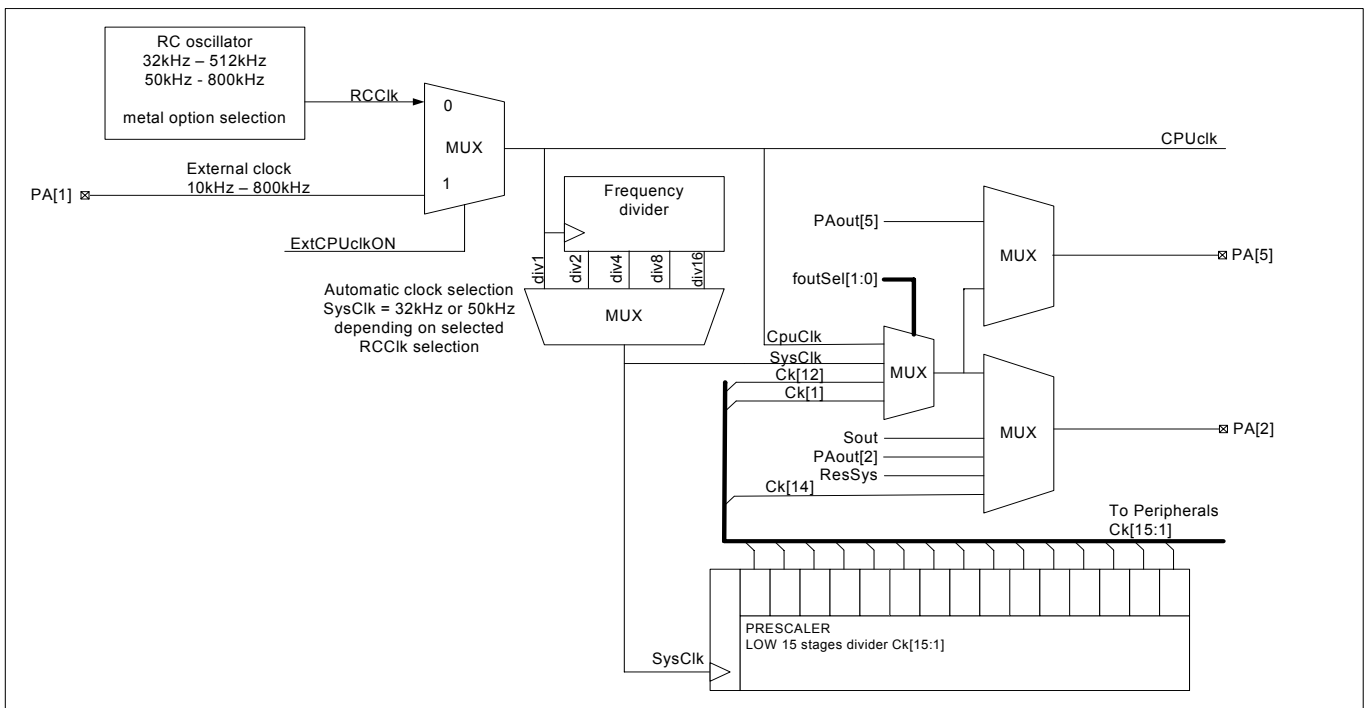 RC oscillator
32kHz – 512kHz
50kHz - 800kHz
metal option selection
RCClk
0
MUX
1
CPUclk
External clock
10kHz – 800kHz
PA[1]
ExtCPUclkON
Frequency
divider
div1
div2
div4
div8
div16
MUX
Automatic clock selection
SysClk = 32kHz or 50kHz
depending on selected
RCClk selection
PAout[5]
MUX
PA[5]
foutSel[1:0]
CpuClk
SysClk
Ck[12]
Ck[1]
MUX
Sout
PAout[2]
ResSys
Ck[14]
MUX
PA[2]
To Peripherals
Ck[15:1]
PRESCALER
LOW 15 stages divider Ck[15:1]
SysClk